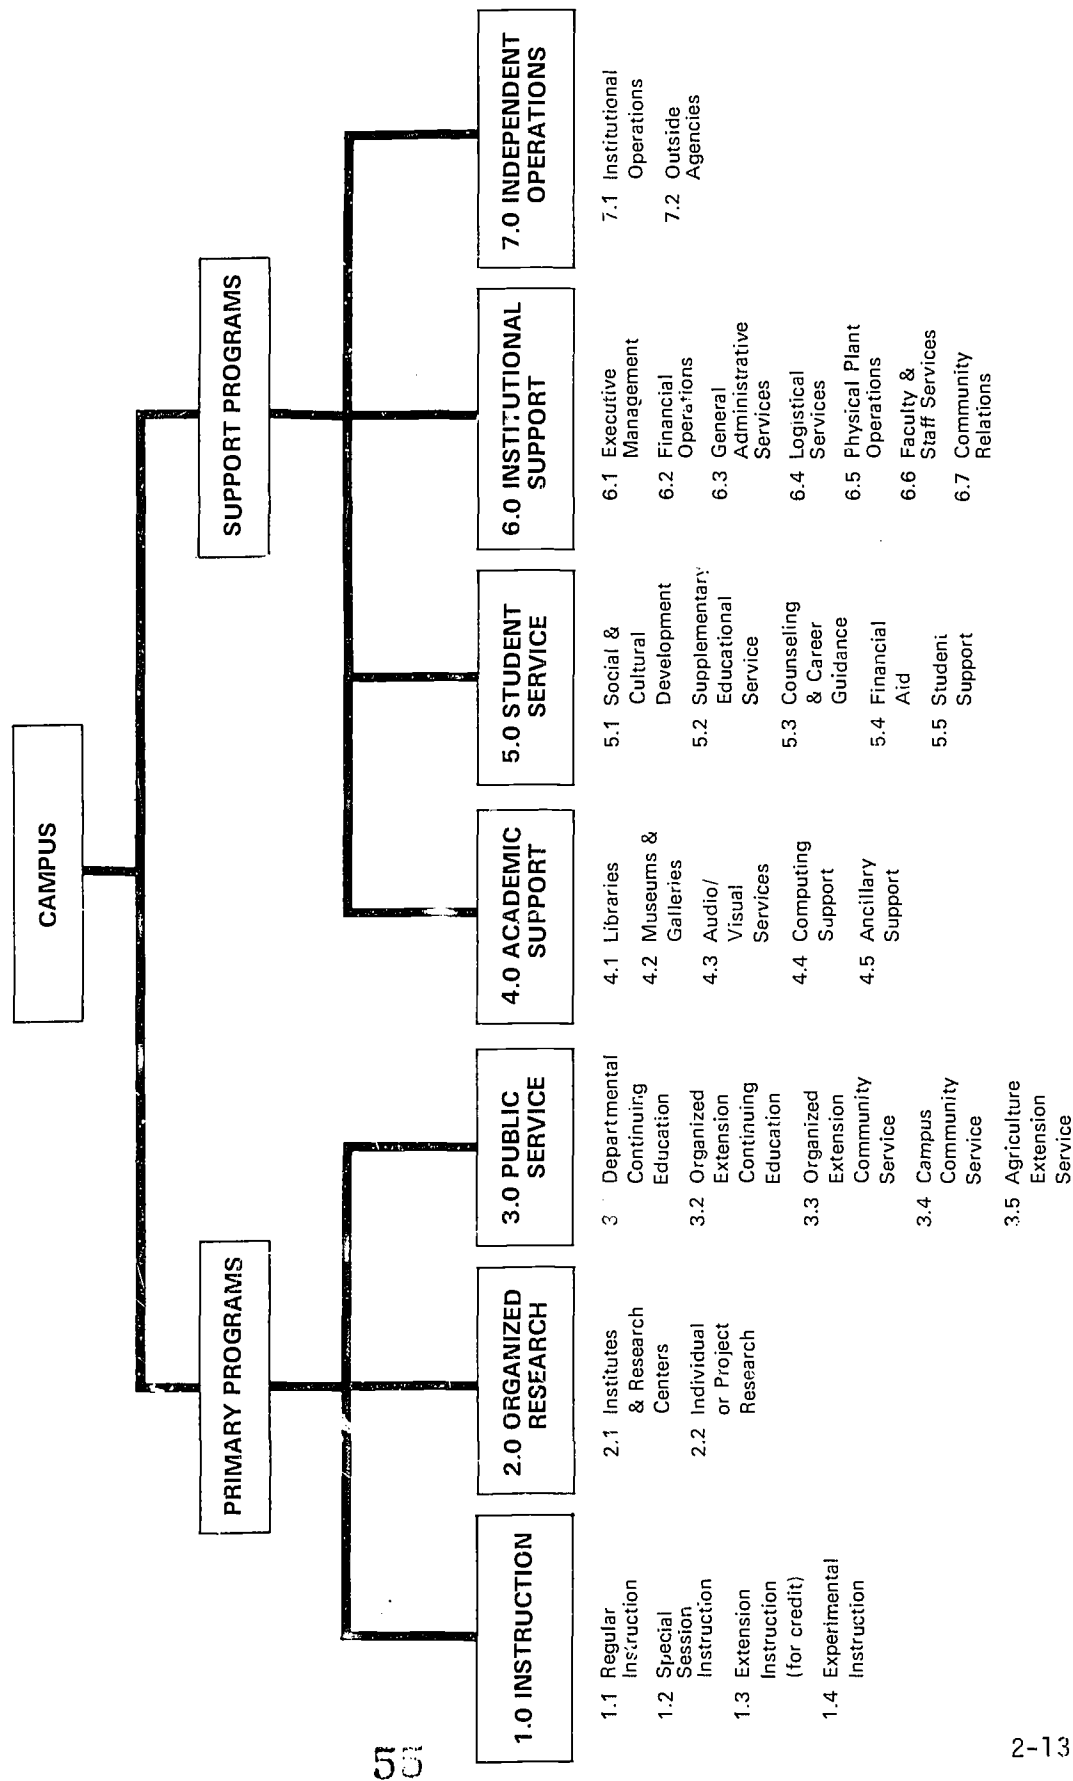 CAMPUS
PRIMARY PROGRAMS
SUPPORT PROGRAMS
1.0 INSTRUCTION
1.1 Regular
Instruction
1.2 Special
Session
Instruction
1.3 Extension
Instruction
(for credit)
1.4 Experimental
Instruction
2.0 ORGANIZED
RESEARCH
2.1 Institutes
& Research
Centers
2.2 Individual
or Project
Research
3.0 PUBLIC
SERVICE
3 Departmental
Continuing
Education
3.2 Organized
Extension
Continuing
Education
3.3 Organized
Extension
Community
Service
3.4 Campus
Community
Service
3.5 Agriculture
Extension
Service
4.0 ACADEMIC
SUPPORT
4.1 Libraries
4.2 Museums &
Galleries
4.3 Audio/
Visual
Services
4.4 Computing
Support
4.5 Ancillary
Support
5.0 STUDENT
SERVICE
5.1 Social &
Cultural
Development
5.2 Supplementary
Educational
Service
5.3 Counseling
& Career
Guidance
5.4 Financial
Aid
5.5 Student
Support
6.0 INSTITUTIONAL
SUPPORT
6.1 Executive
Management
6.2 Financial
Operations
6.3 General
Administrative
Services
6.4 Logistical
Services
6.5 Physical Plant
Operations
6.6 Faculty &
Staff Services
6.7 Community
Relations
7.0 INDEPENDENT
OPERATIONS
7.1 Institutional
Operations
7.2 Outside
Agencies
2-13